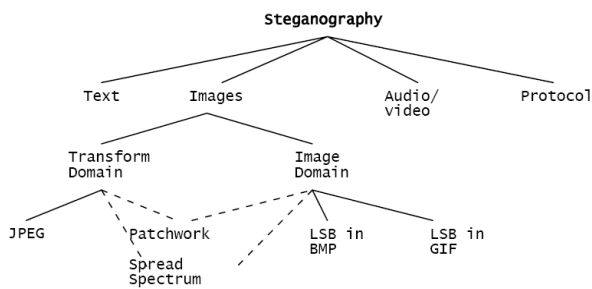 Steganography
Text Images Audio/ Protocol
Video
Transform Image
Domain Domain
JPEG Patchwork LSB in LSB in
BMP GIF
Spread
Spectrum